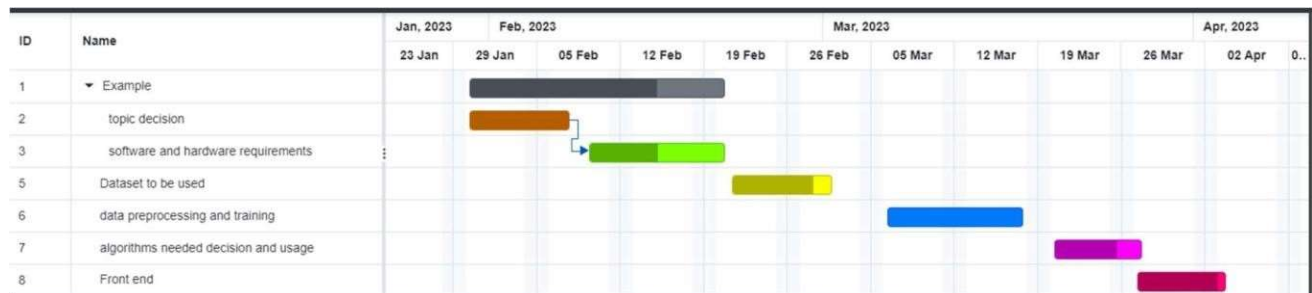 ID Name Jan, 2023 Feb, 2023 Mar, 2023 Apr, 2023
23 Jan 29 Jan 05 Feb 12 Feb 19 Feb 26 Feb 05 Mar 12 Mar 19 Mar 26 Mar 02 Apr 0..
1 Example
2 topic decision
3 software and hardware requirements
5 Dataset to be used
6 data preprocessing and training
7 algorithms needed decision and usage
8 Front end